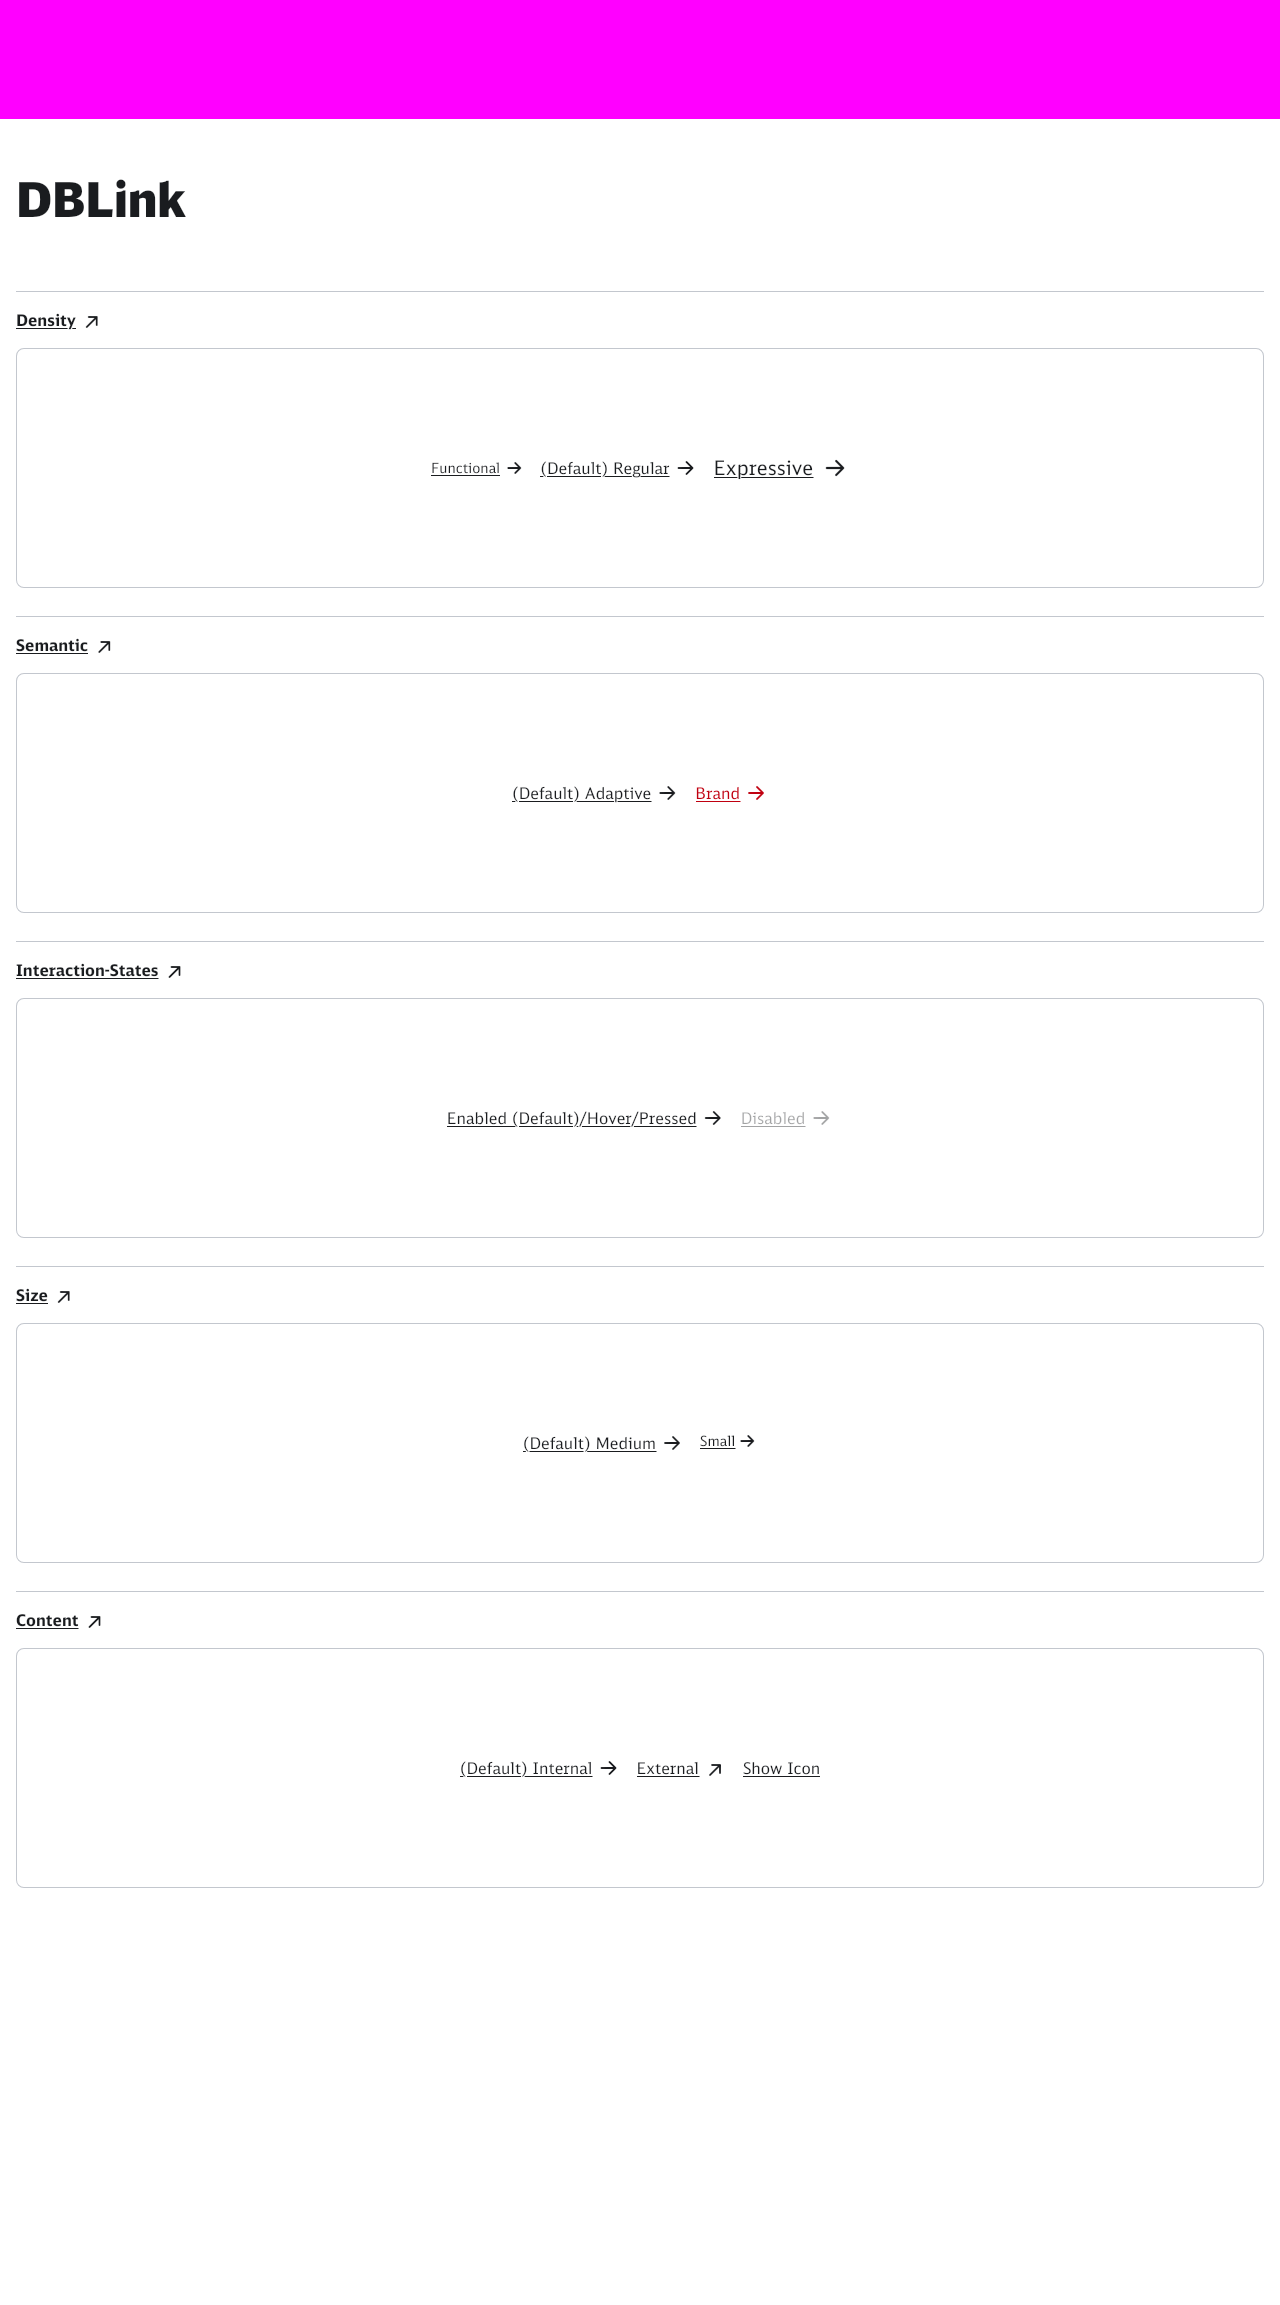 DBLink
Density
Functional (Default) Regular Expressive
Semantic
(Default) Adaptive Brand
Interaction-States
Enabled (Default)/Hover/Pressed Disabled
Size
(Default) Medium Small
Content
(Default) Internal External Show Icon